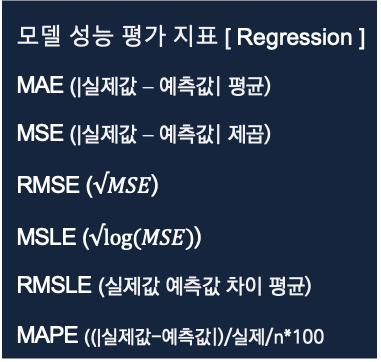 모델 성능 평가 지표 [ Regression ]
MAE (|실제값 – 예측값| 평균)
MSE (|실제값 – 예측값| 제곱)
RMSE (√MSE)
MSLE (√log(MSE))
RMSLE (실제값 예측값 차이 평균)
MAPE ((|실제값-예측값|)/실제/n*100